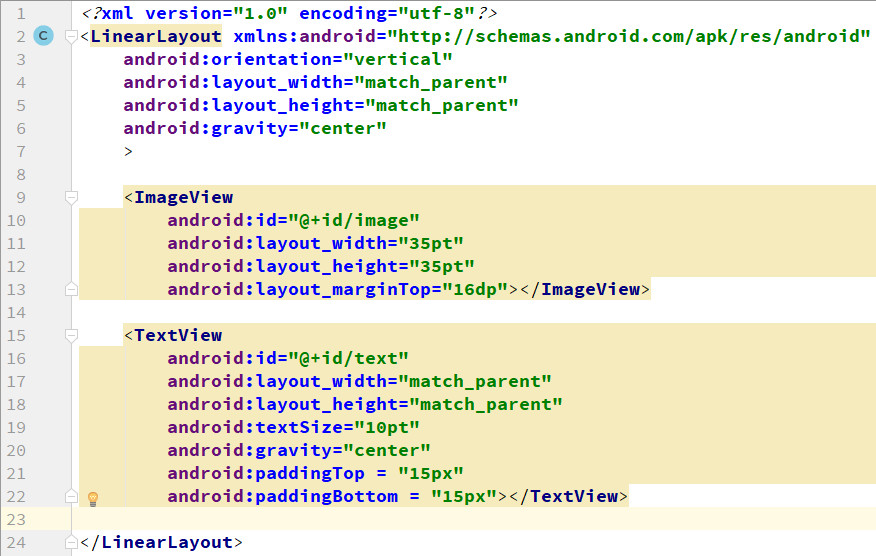 1 <?xml version="1.0" encoding="utf-8"?>
2 C <LinearLayout xmlns:android="http://schemas.android.com/apk/res/android"
3     android:orientation="vertical"
4     android:layout_width="match_parent"
5     android:layout_height="match_parent"
6     android:gravity="center"
7     >
8
9     <ImageView
10         android:id="@+id/image"
11         android:layout_width="35pt"
12         android:layout_height="35pt"
13         android:layout_marginTop="16dp"></ImageView>
14
15     <TextView
16         android:id="@+id/text"
17         android:layout_width="match_parent"
18         android:layout_height="match_parent"
19         android:textSize="10pt"
20         android:gravity="center"
21         android:paddingTop = "15px"
22         android:paddingBottom = "15px"></TextView>
23
24 </LinearLayout>